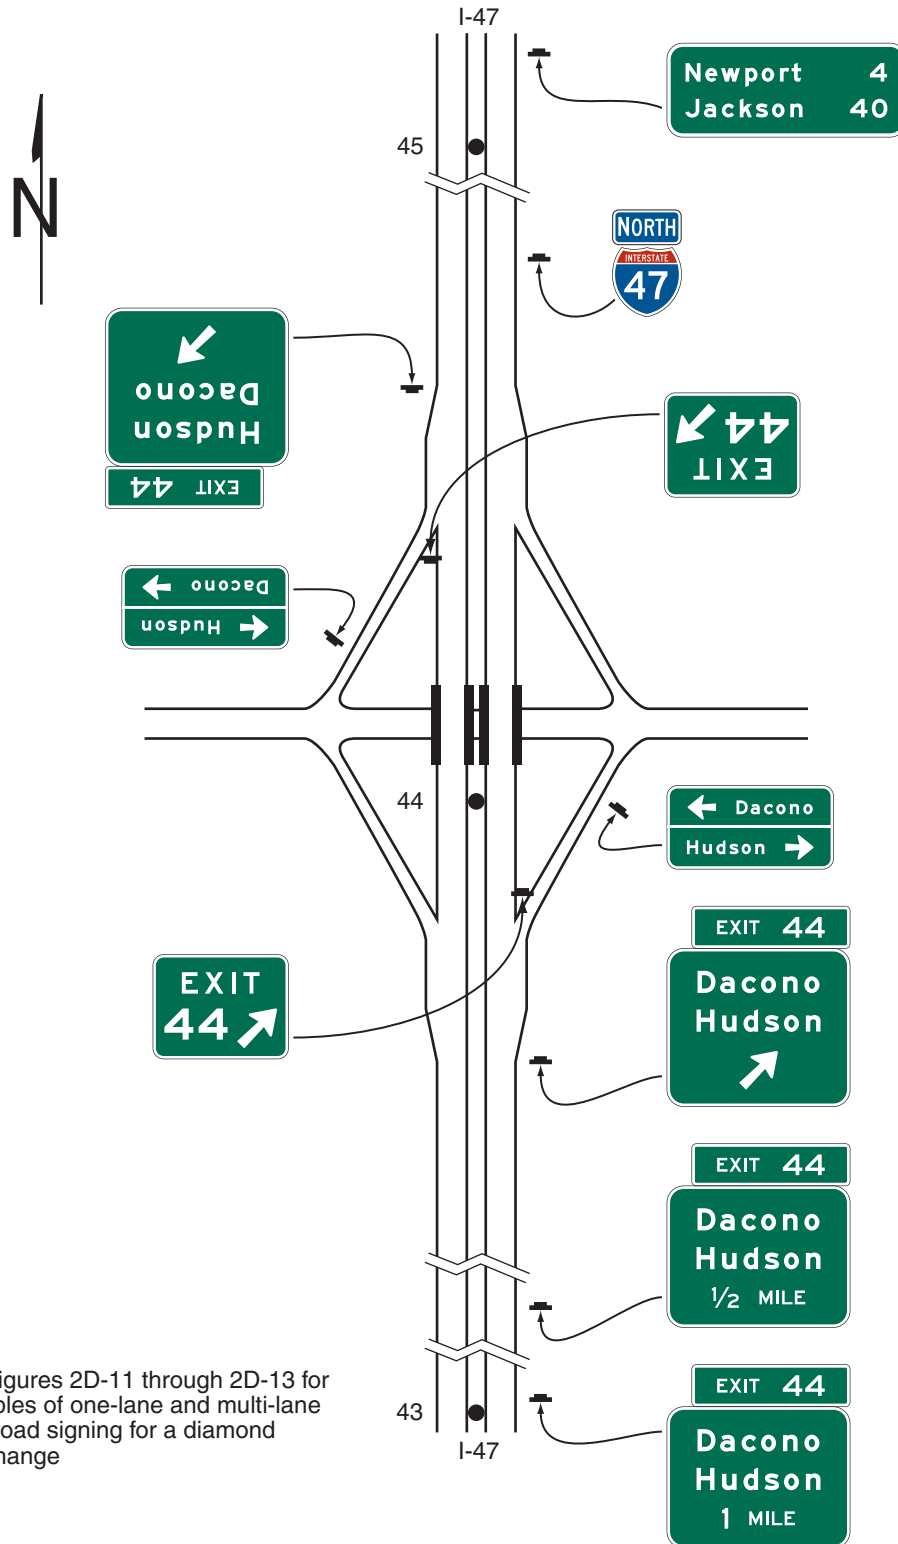 I-47
Newport 4
Jackson 40
45
N
NORTH
INTERSTATE
47
EXIT 44
Hudson
Dacono
EXIT
44
Dacono
Hudson
44
Dacono
Hudson
EXIT 44
Dacono
Hudson
EXIT
44
EXIT 44
Dacono
Hudson
1/2 MILE
igures 2D-11 through 2D-13 for
ples of one-lane and multi-lane
road signing for a diamond
hange
43
I-47
EXIT 44
Dacono
Hudson
1 MILE